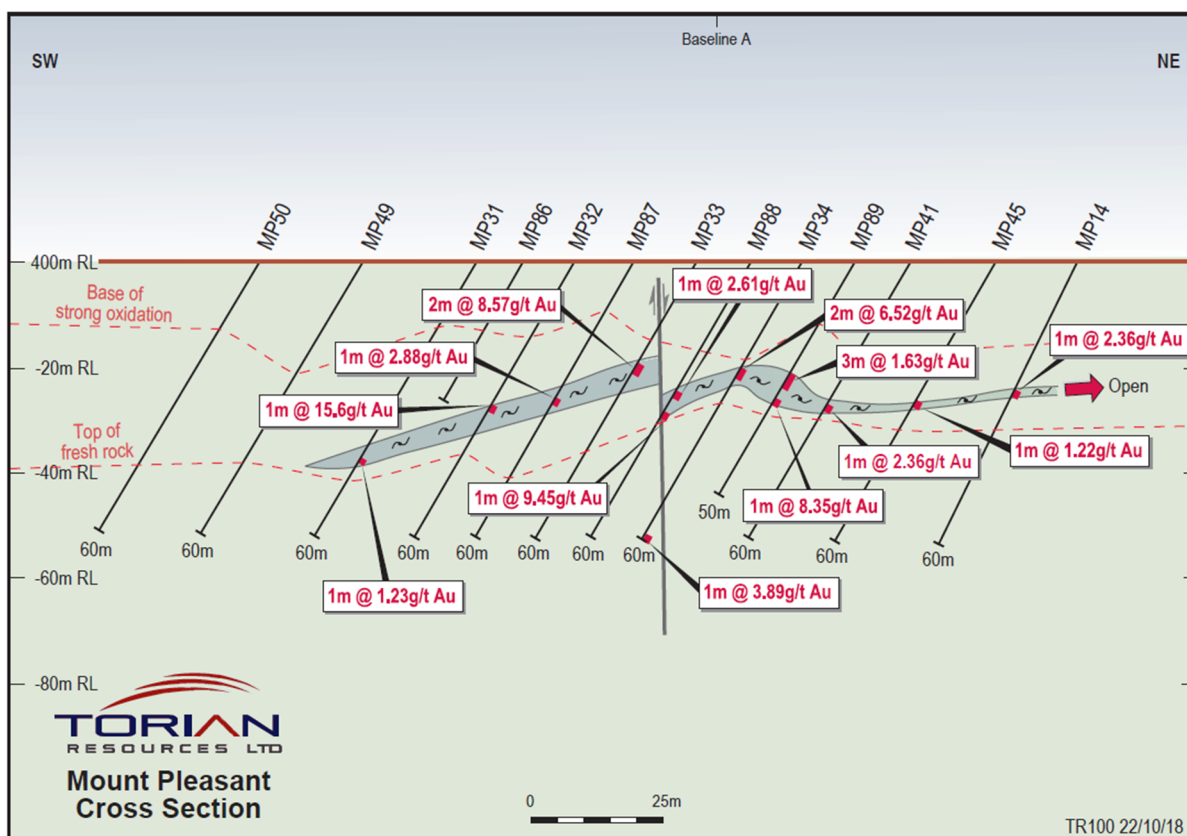 Baseline A
SW
NE
MP50
MP49
MP31
MP86
MP32
MP87
MP33
MP88
MP34
MP89
MP41
MP45
MP14
400m RL
Base of
strong oxidation
1m @ 2.61g/t Au
2m @ 8.57g/t Au
2m @ 6.52g/t Au
1m @ 2.36g/t Au
1m @ 2.88g/t Au
3m @ 1.63g/t Au
-20m RL
Open
1m @ 15.6g/t Au
Top of
fresh rock
1m @ 1.22g/t Au
1m @ 2.36g/t Au
-40m RL
1m @ 9.45g/t Au
1m @ 8.35g/t Au
50m
60m
60m
60m
60m
60m
60m
60m
60m
60m
60m
60m
-60m RL
1m @ 1.23g/t Au
1m @ 3.89g/t Au
-80m RL
TORIAN
RESOURCES LTD
Mount Pleasant
Cross Section
0
25m
TR100 22/10/18